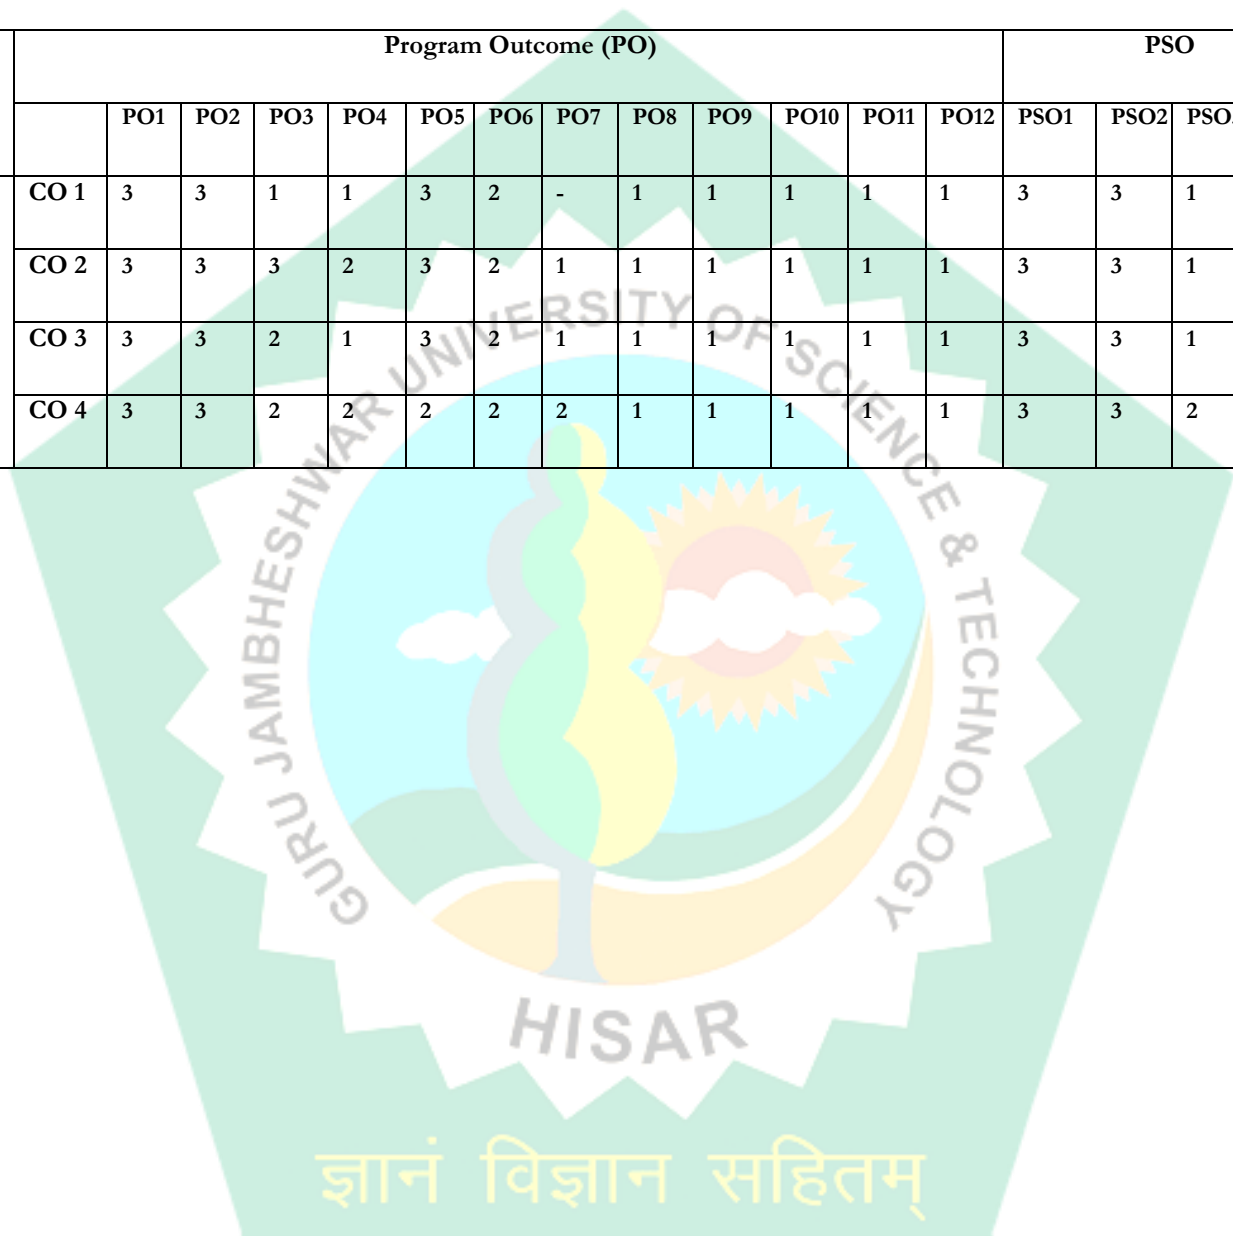 Program Outcome (PO) PSO
PO1 PO2 PO3 PO4 PO5 PO6 PO7 PO8 PO9 PO10 PO11 PO12 PSO1 PSO2 PSO
CO 1 3 3 1 1 3 2 - 1 1 1 1 1 3 3 1
CO 2 3 3 3 2 3 2 1 1 1 1 1 1 3 3 1
CO 3 3 3 2 1 3 2 1 1 1 1 1 1 3 3 1
CO 4 3 3 2 2 2 2 2 1 1 1 1 1 3 3 2
GURU JAMBHESHWAR UNIVERSITY OF SCIENCE & TECHNOLOGY
HISAR
ज्ञानं विज्ञान सहितम्